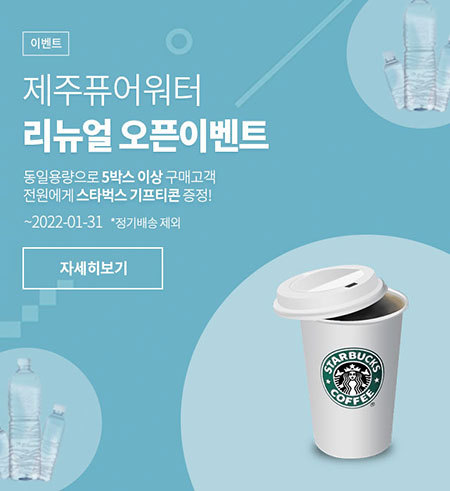 이벤트
제주퓨어워터
리뉴얼 오픈이벤트
동일용량으로 5박스 이상 구매고객
전원에게 스타벅스 기프티콘 증정!
~2022-01-31 *정기배송 제외
자세히보기
STARBUCKS
COFFEE
®